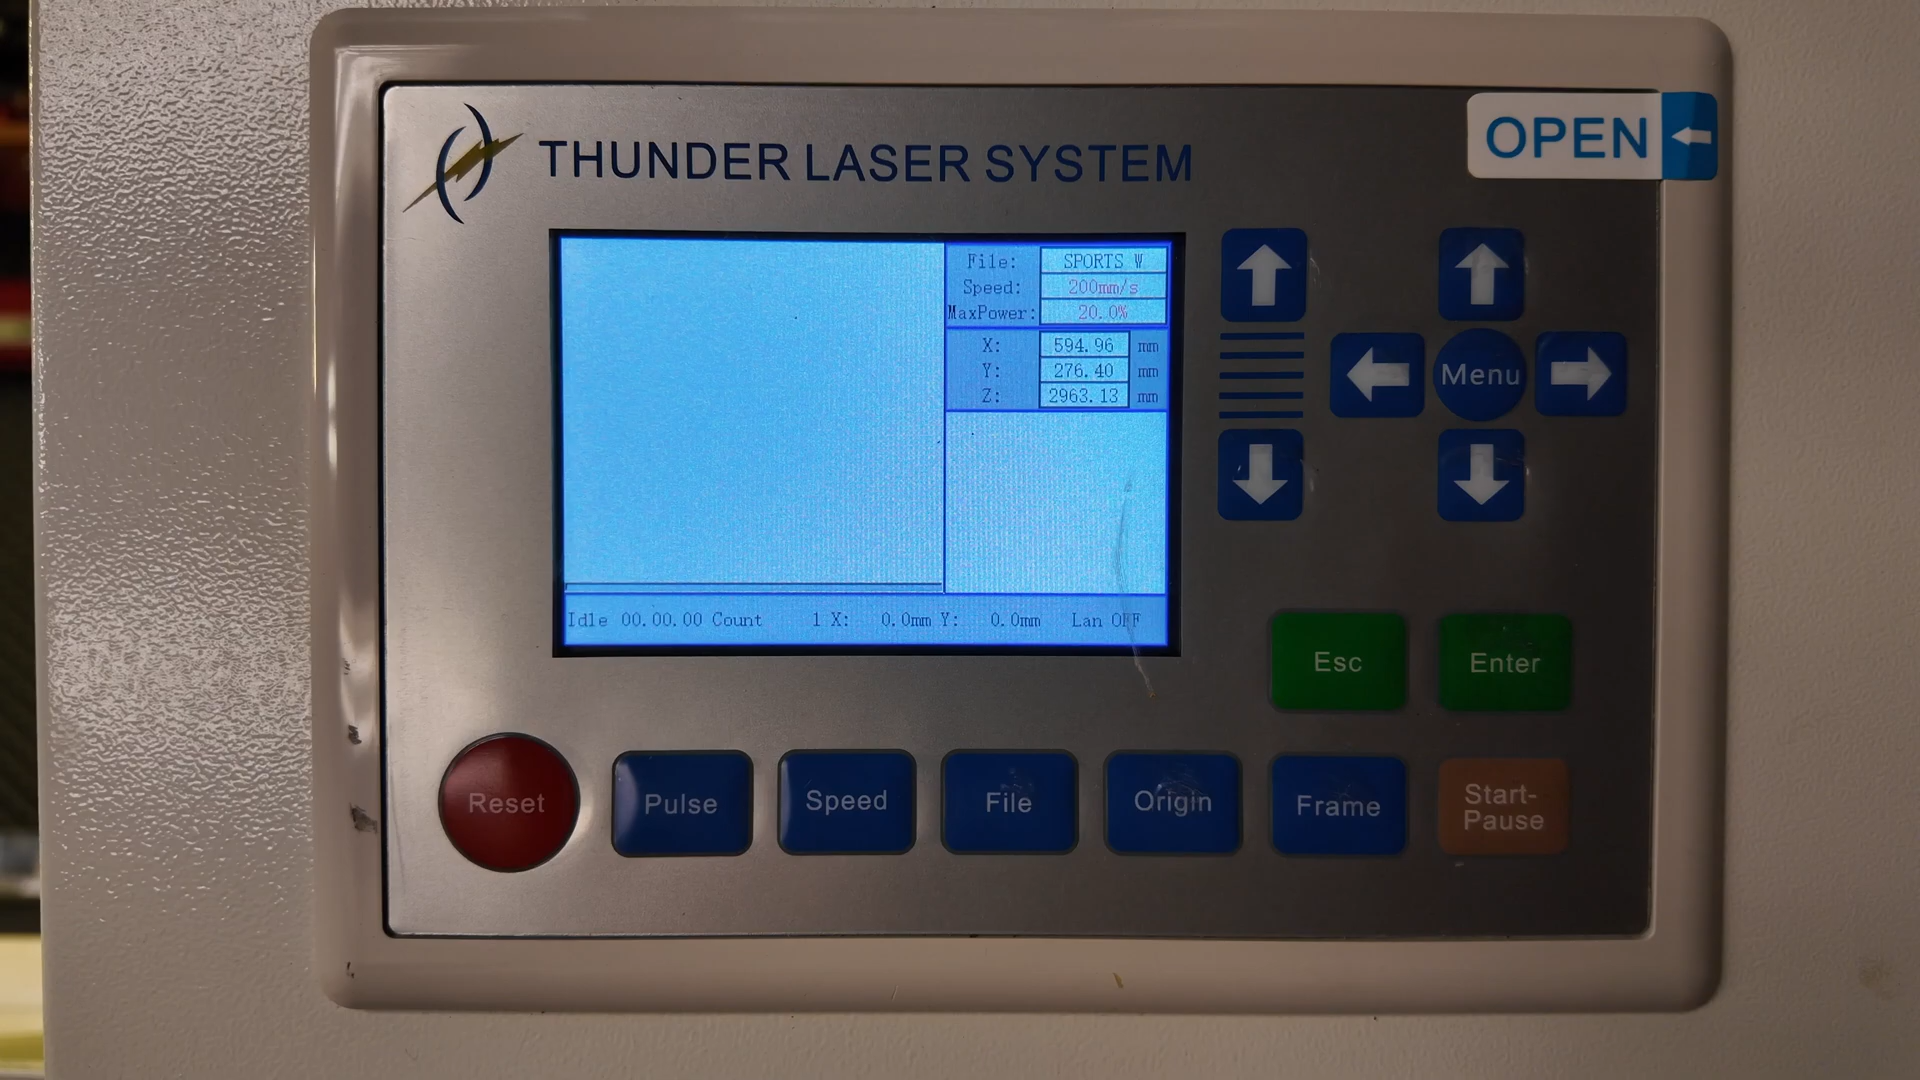 THUNDER LASER SYSTEM
OPEN
File: SPORTS W
Speed: 200mm/s
MaxPower: 20.0%
X: 594.96 mm
Y: 276.40 mm
Z: 2963.13 mm
Idle 00.00.00 Count 1 X: 0.0mm Y: 0.0mm Lan OFF
Menu
Esc
Enter
Reset
Pulse
Speed
File
Origin
Frame
Start-
Pause